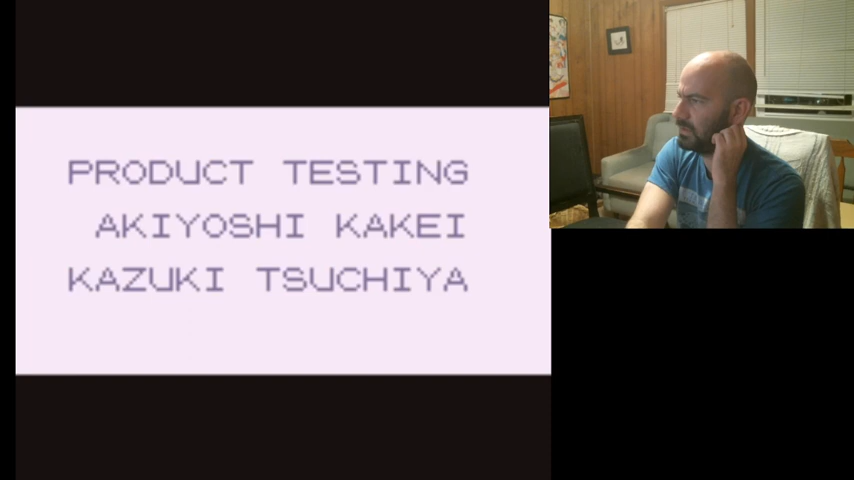 PRODUCT TESTING
AKIYOSHI KAKEI
KAZUKI TSUCHIYA